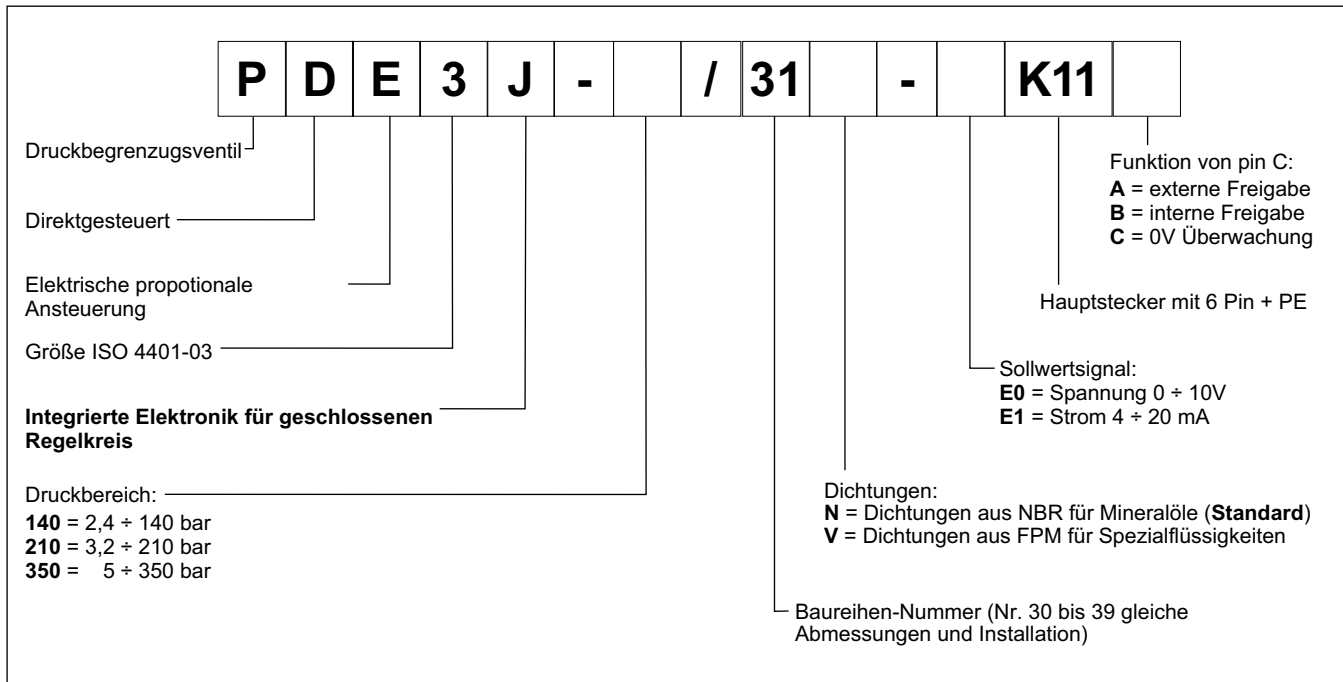 P D E 3 J - / 31 - K11
Druckbegrenzugsventil
Direktgesteuert
Elektrische propotionale
Ansteuerung
Größe ISO 4401-03
Integrierte Elektronik für geschlossenen
Regelkreis
Druckbereich:
140 = 2,4 ÷ 140 bar
210 = 3,2 ÷ 210 bar
350 = 5 ÷ 350 bar
Funktion von pin C:
A = externe Freigabe
B = interne Freigabe
C = 0V Überwachung
Hauptstecker mit 6 Pin + PE
Sollwertsignal:
E0 = Spannung 0 ÷ 10V
E1 = Strom 4 ÷ 20 mA
Dichtungen:
N = Dichtungen aus NBR für Mineralöle (Standard)
V = Dichtungen aus FPM für Spezialflüssigkeiten
Baureihen-Nummer (Nr. 30 bis 39 gleiche
Abmessungen und Installation)